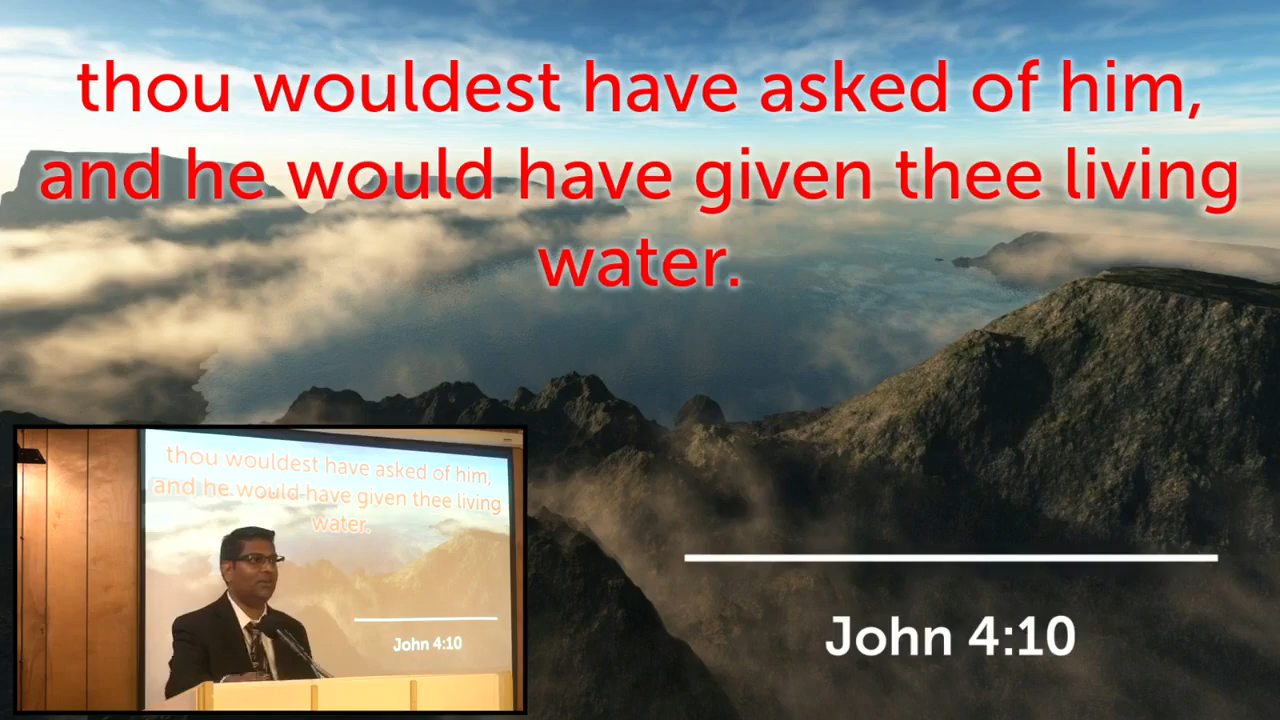 thou wouldest have asked of him,
and he would have given thee living
water.
John 4:10
thou wouldest have asked of him,
and he would have given thee living
water.
John 4:10